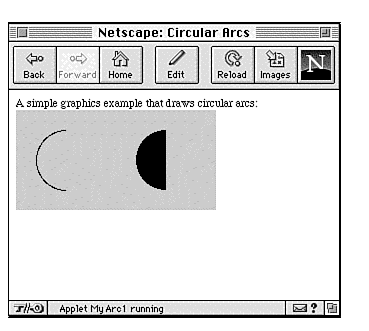 Netscape: Circular Arcs
Back Forward Home Edit Reload Images N
A simple graphics example that draws circular arcs:
Applet MyArc1 running ?